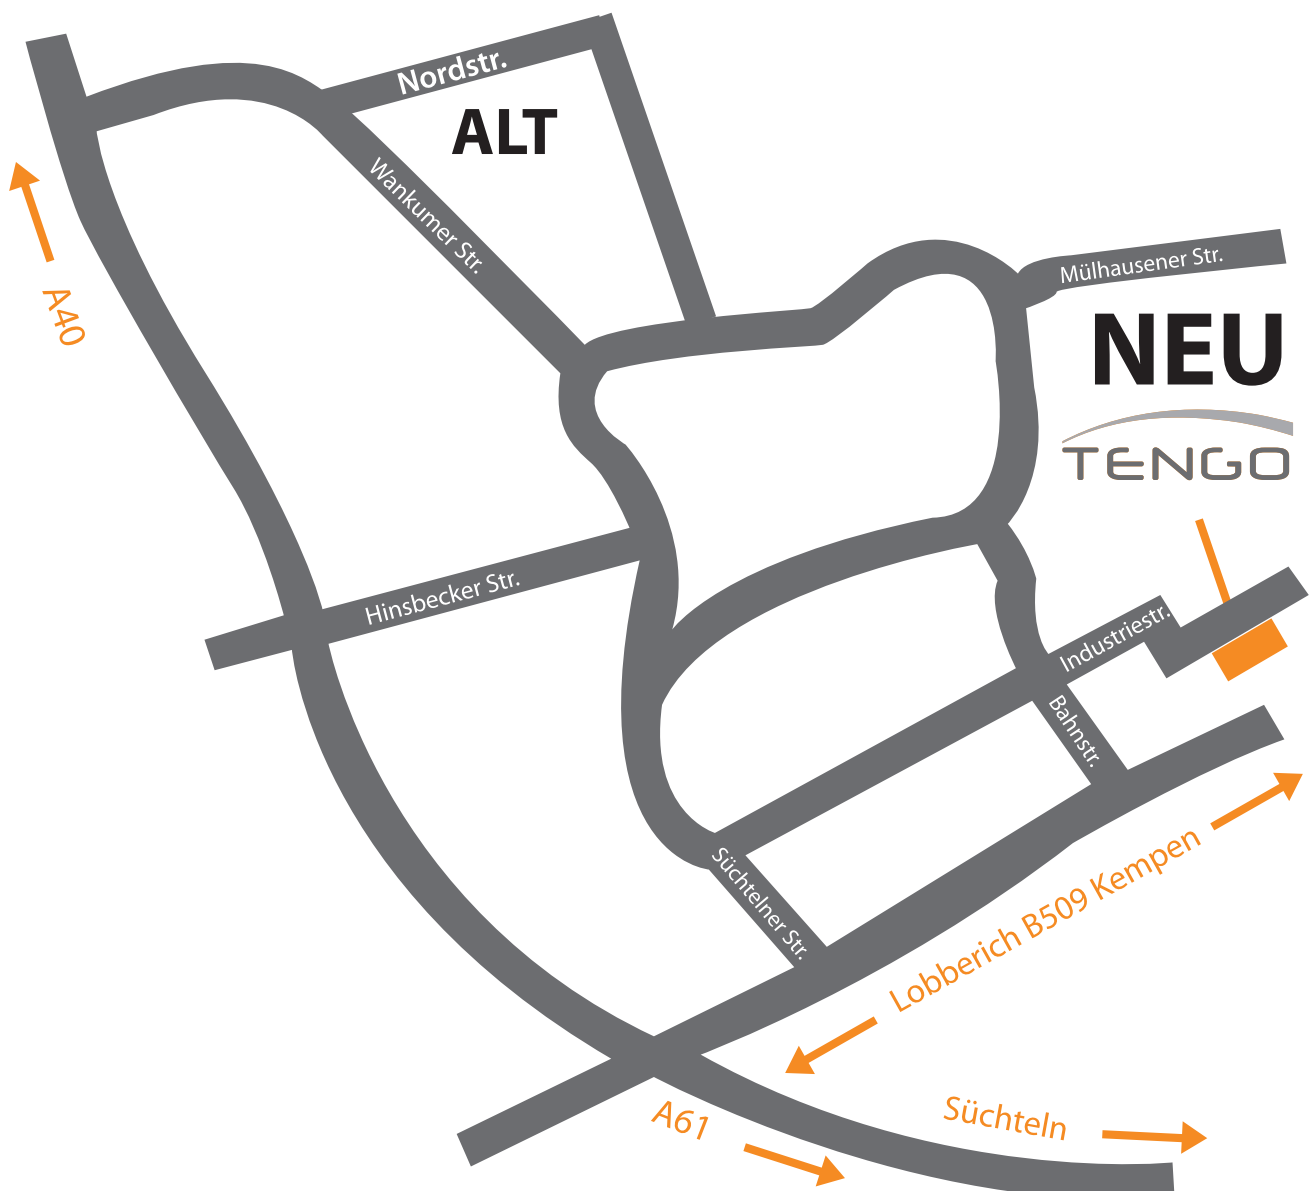 Nordstr.
ALT
Wankumer Str.
Mülhausener Str.
A40
NEU
TENGO
Hinsbecker Str.
Industriestr.
Bahnstr.
Süchtelner Str.
Lobberich B509 Kempen
A61
Süchteln